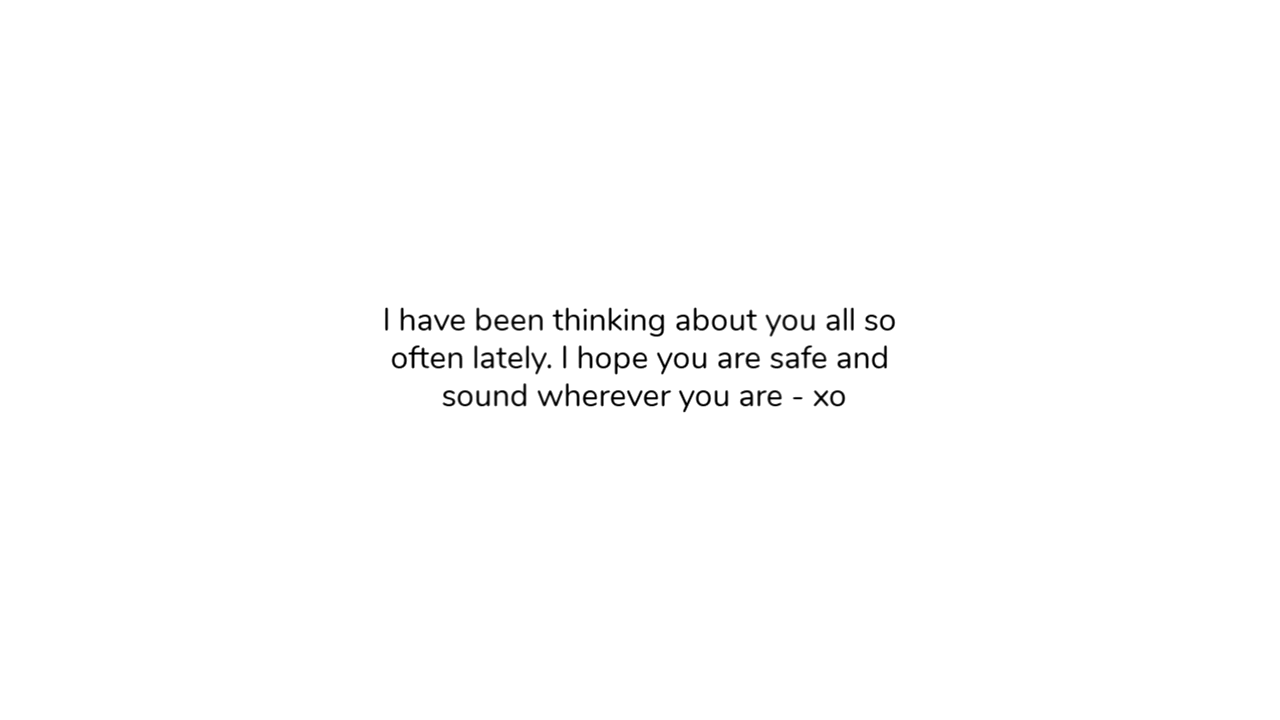 I have been thinking about you all so
often lately. I hope you are safe and
sound wherever you are - xo